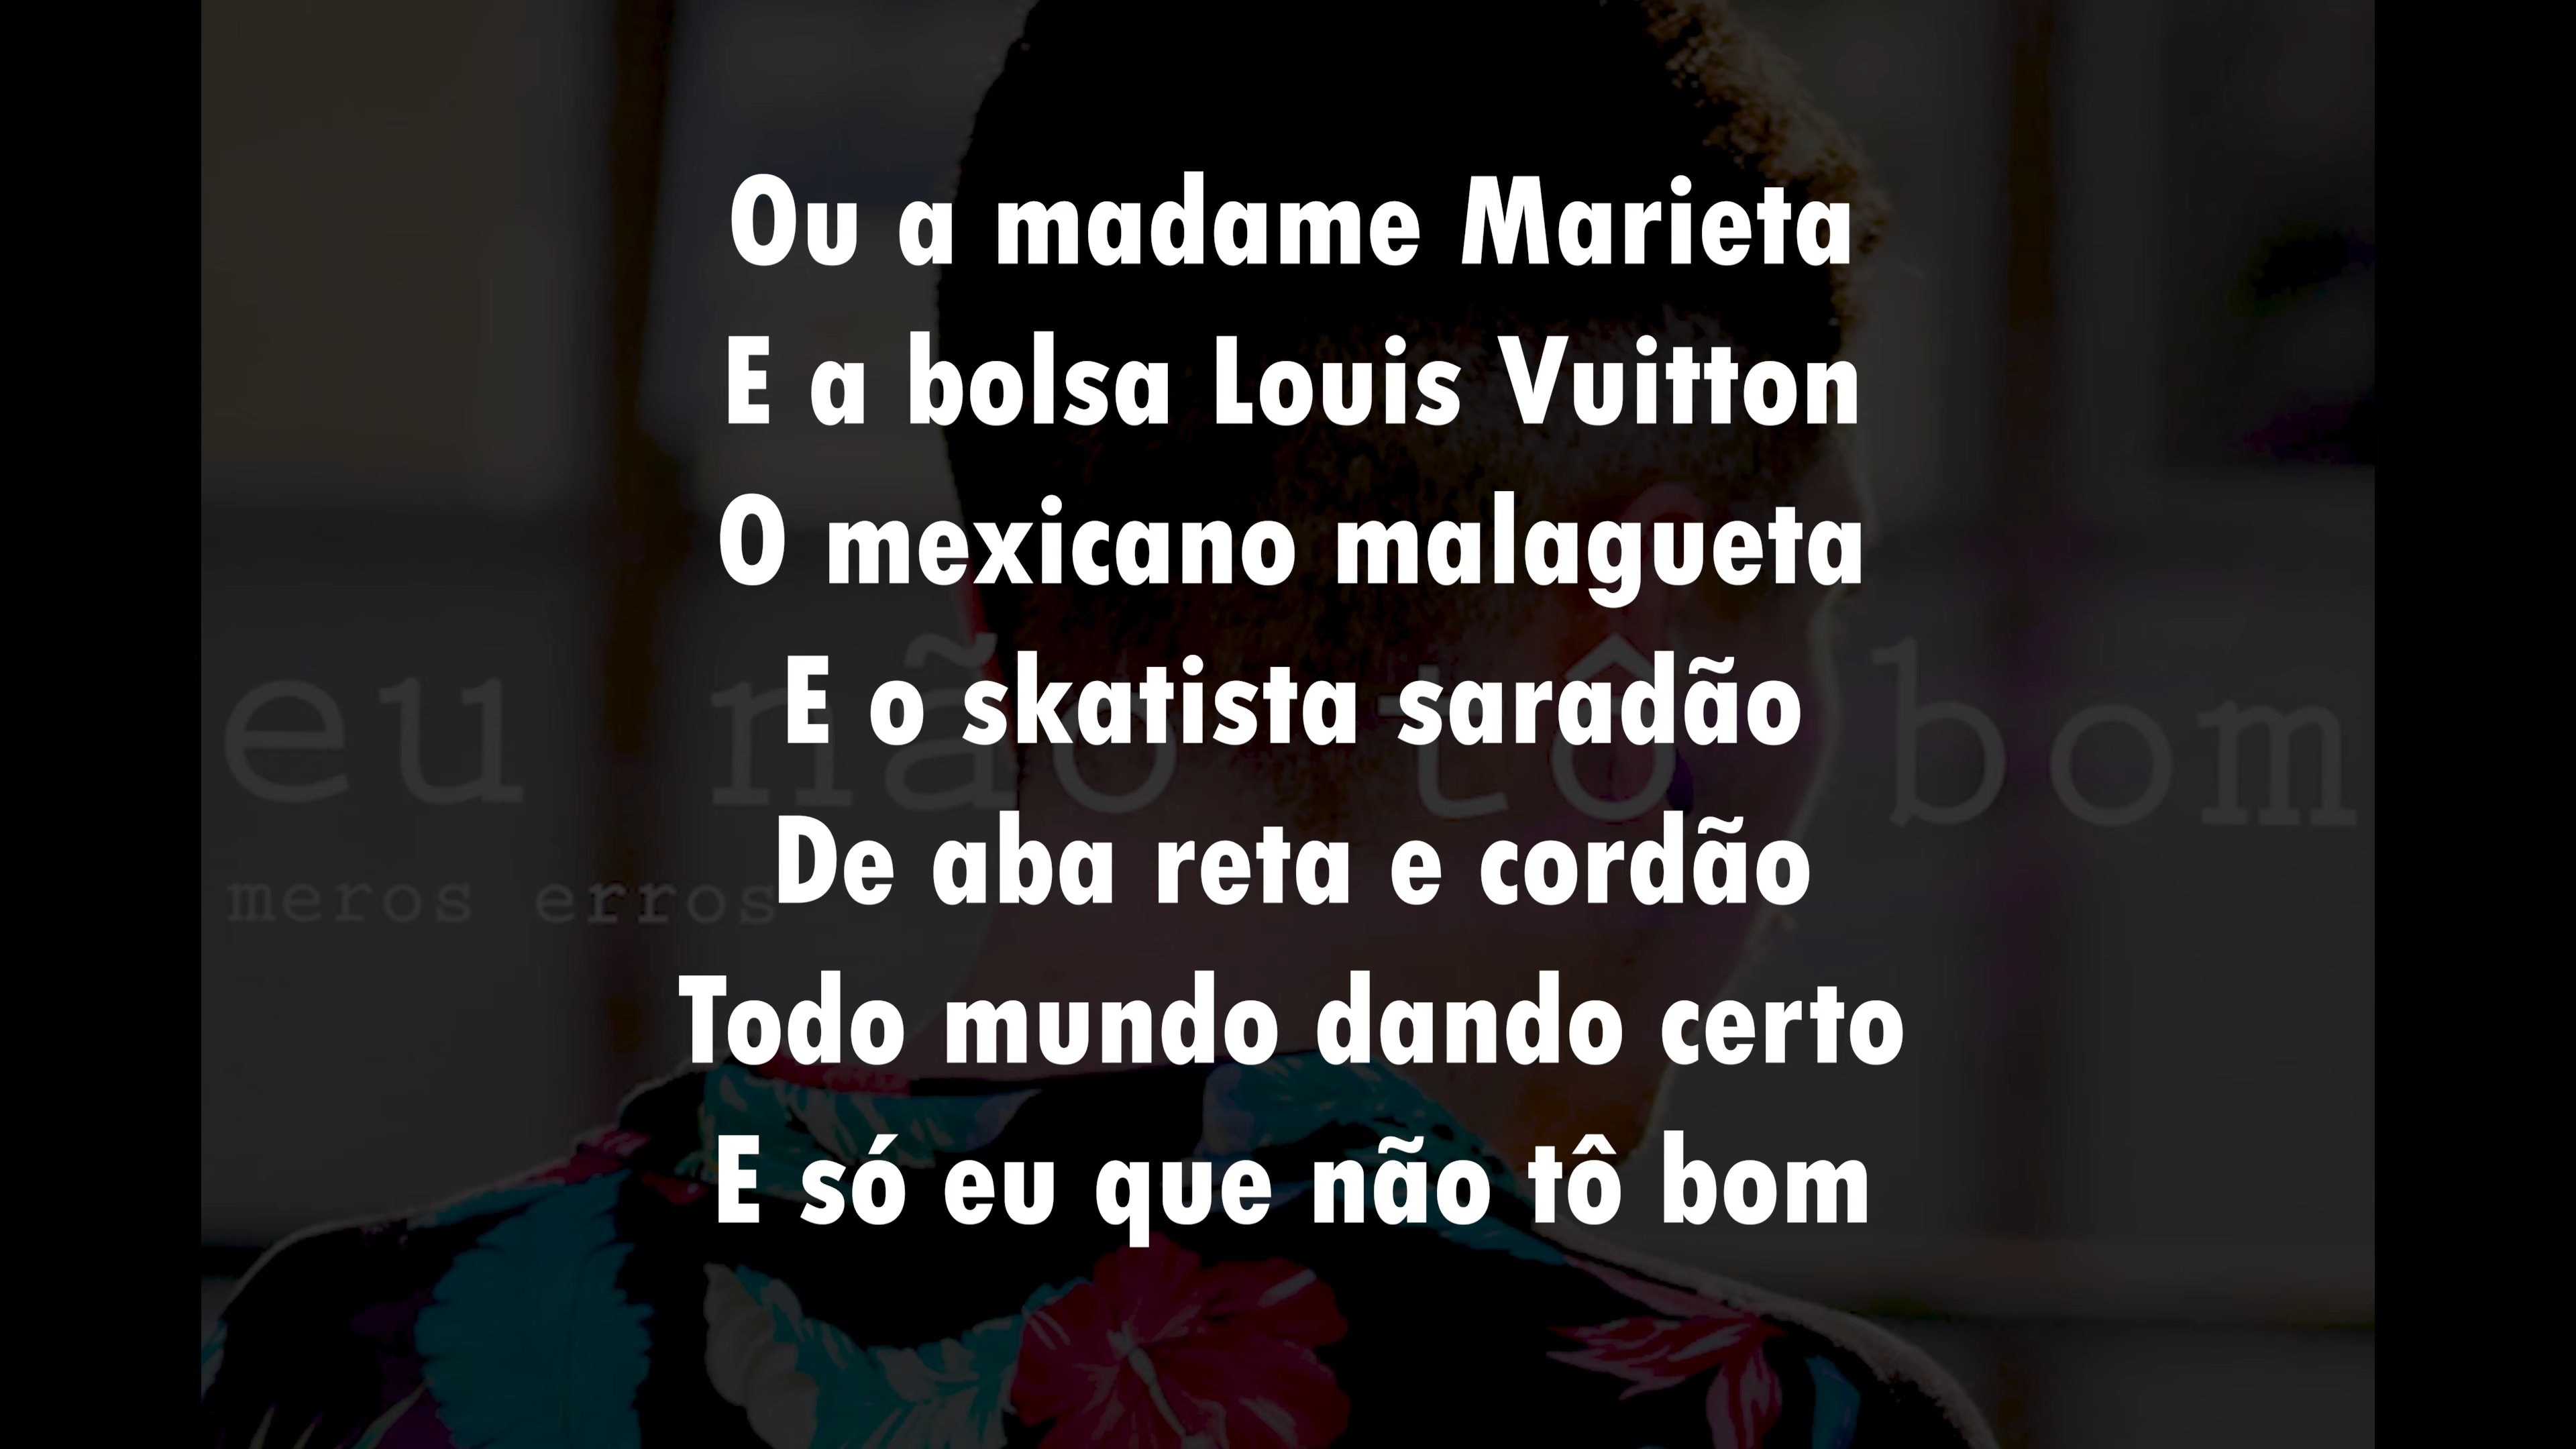 Ou a madame Marieta
E a bolsa Louis Vuitton
O mexicano malagueta
E o skatista saradão
De aba reta e cordão
Todo mundo dando certo
E só eu que não tô bom
eu não tô bom
meros erros